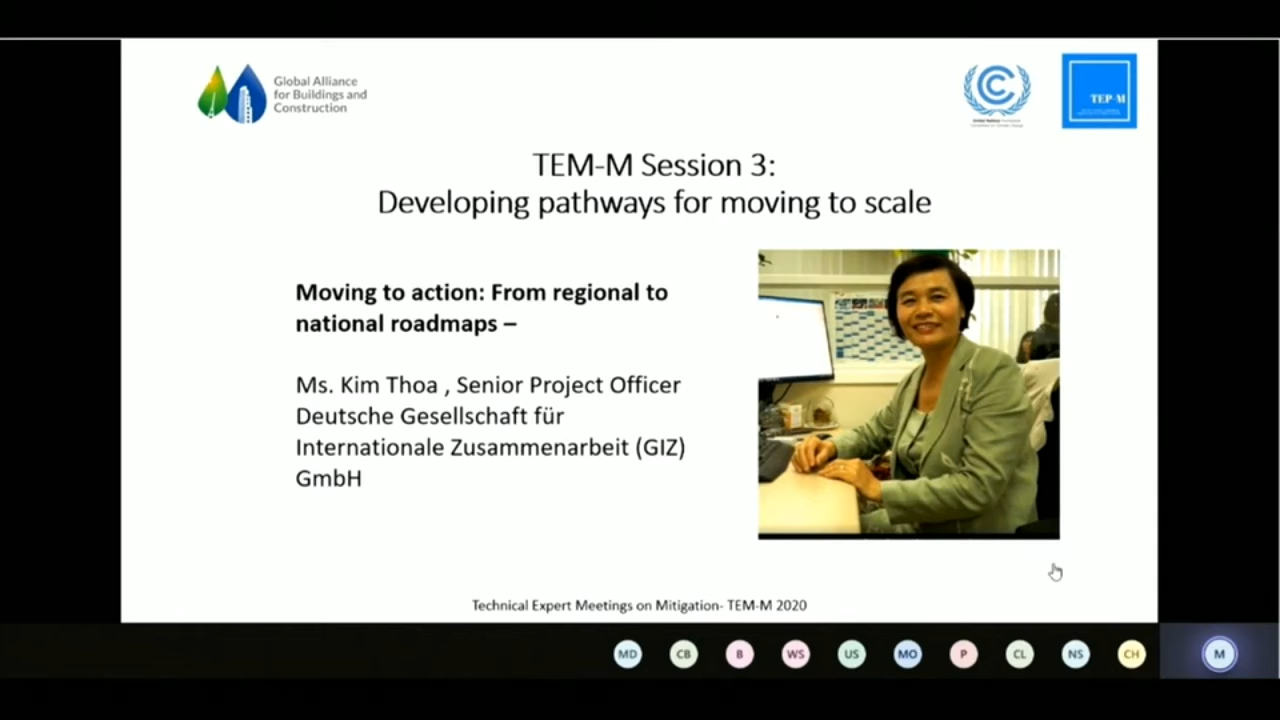 Global Alliance
for Buildings and
Construction
TEP-M
TEM-M Session 3:
Developing pathways for moving to scale
Moving to action: From regional to
national roadmaps –
Ms. Kim Thoa , Senior Project Officer
Deutsche Gesellschaft für
Internationale Zusammenarbeit (GIZ)
GmbH
Technical Expert Meetings on Mitigation- TEM-M 2020
MD CB B WS US MO P CL NS CH M